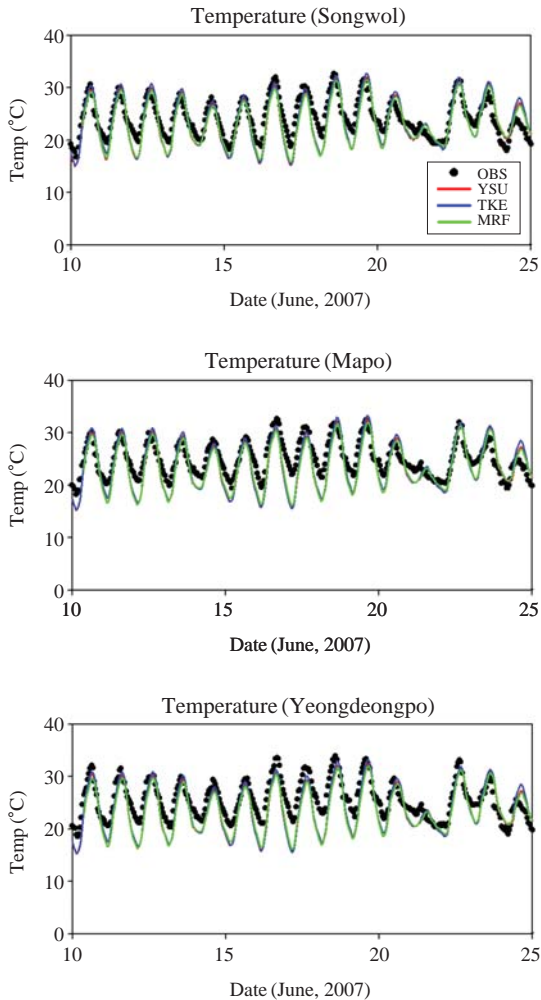 Temperature (Songwol)
40
30
20
10
0
Temp (°C)
OBS
YSU
TKE
MRF
10 15 20 25
Date (June, 2007)
Temperature (Mapo)
40
30
20
10
0
Temp (°C)
10 15 20 25
Date (June, 2007)
Temperature (Yeongdeongpo)
40
30
20
10
0
Temp (°C)
10 15 20 25
Date (June, 2007)